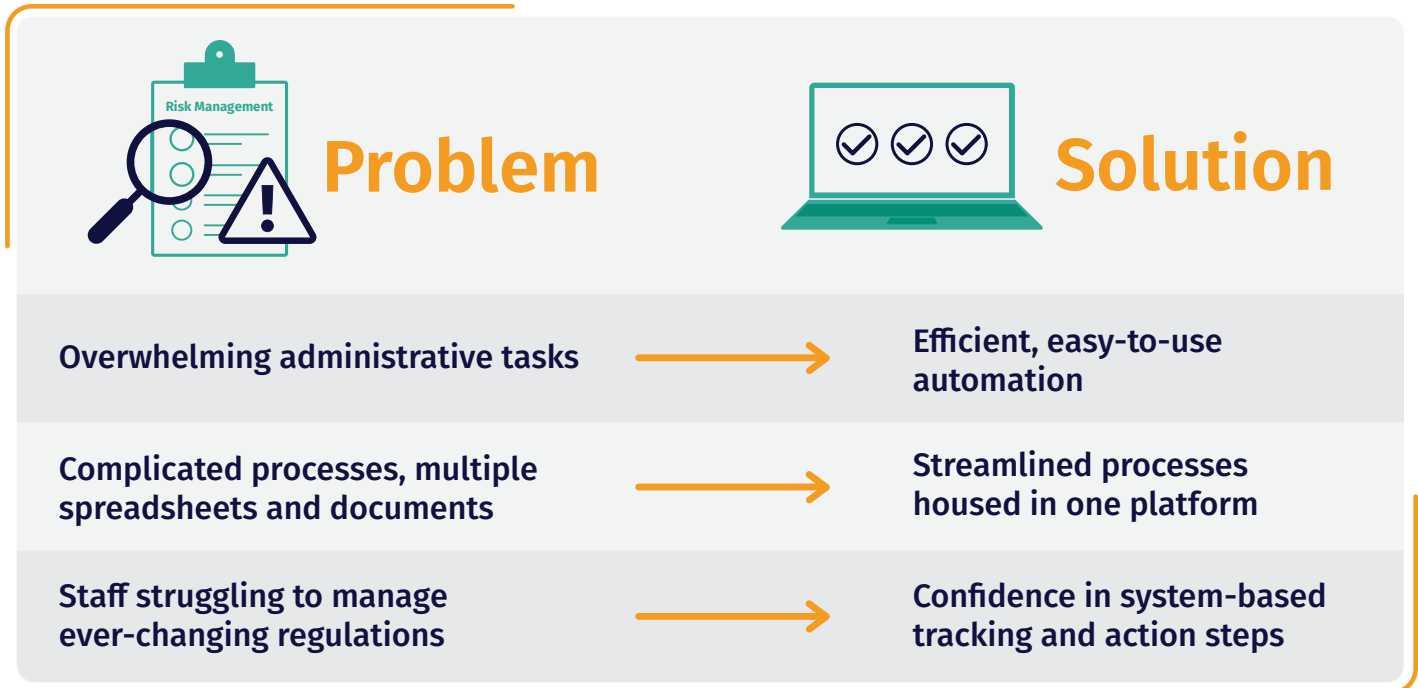 Risk Management
Problem
Solution
Overwhelming administrative tasks
Efficient, easy-to-use
automation
Complicated processes, multiple
spreadsheets and documents
Streamlined processes
housed in one platform
Staff struggling to manage
ever-changing regulations
Confidence in system-based
tracking and action steps